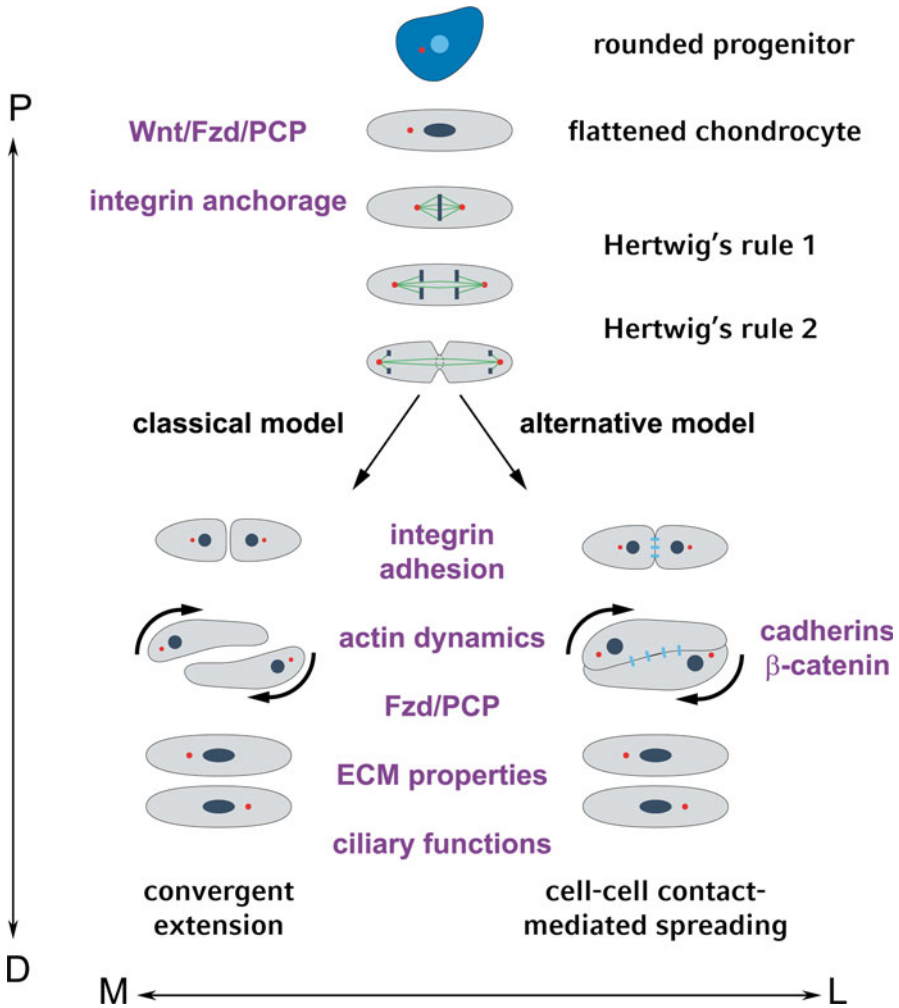 rounded progenitor
P
Wnt/Fzd/PCP
flattened chondrocyte
integrin anchorage
Hertwig's rule 1
Hertwig's rule 2
classical model
alternative model
integrin
adhesion
actin dynamics
cadherins
β-catenin
Fzd/PCP
ECM properties
ciliary functions
convergent
extension
cell-cell contact-
mediated spreading
D
M
L